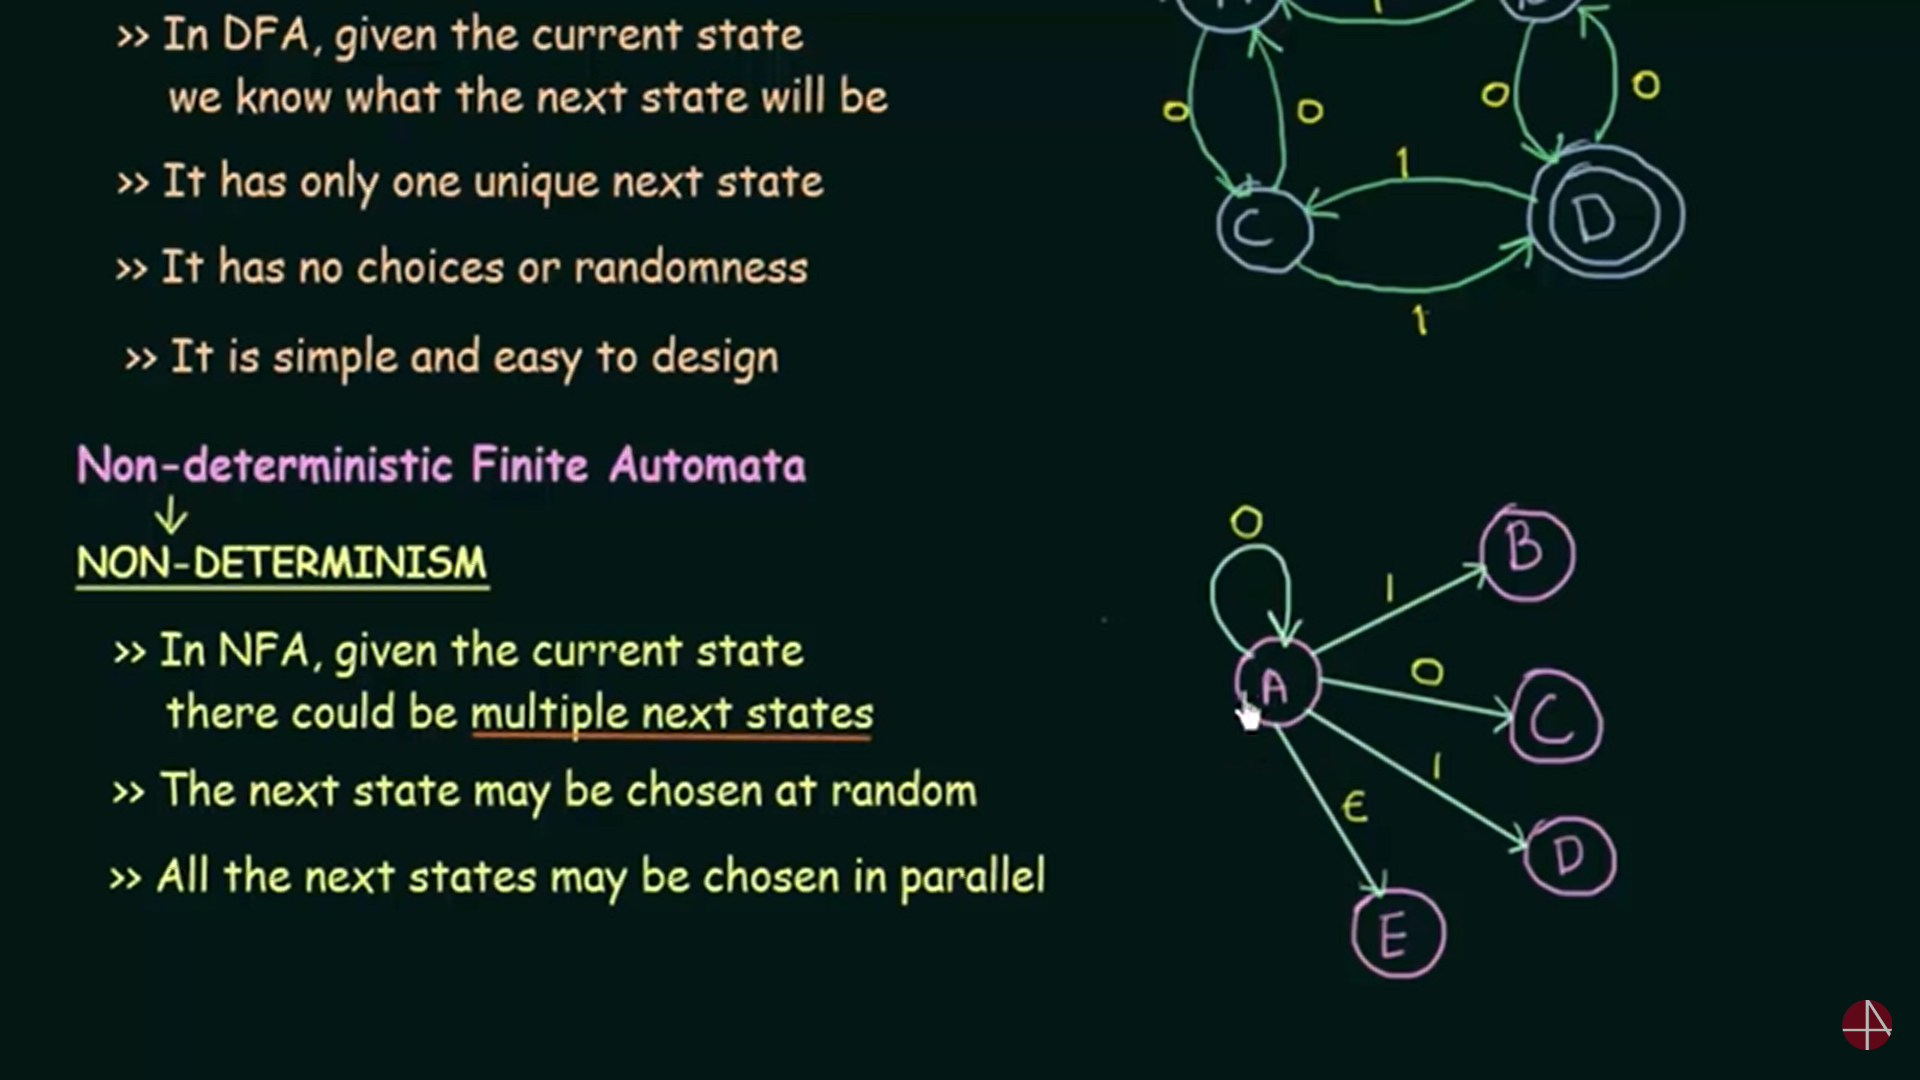 >> In DFA, given the current state
we know what the next state will be
>> It has only one unique next state
>> It has no choices or randomness
>> It is simple and easy to design
1
0
0
0
0
1
C
D
1
Non-deterministic Finite Automata
↓
NON-DETERMINISM
>> In NFA, given the current state
there could be multiple next states
>> The next state may be chosen at random
>> All the next states may be chosen in parallel
0
B
1
A
0
C
1
D
ϵ
E